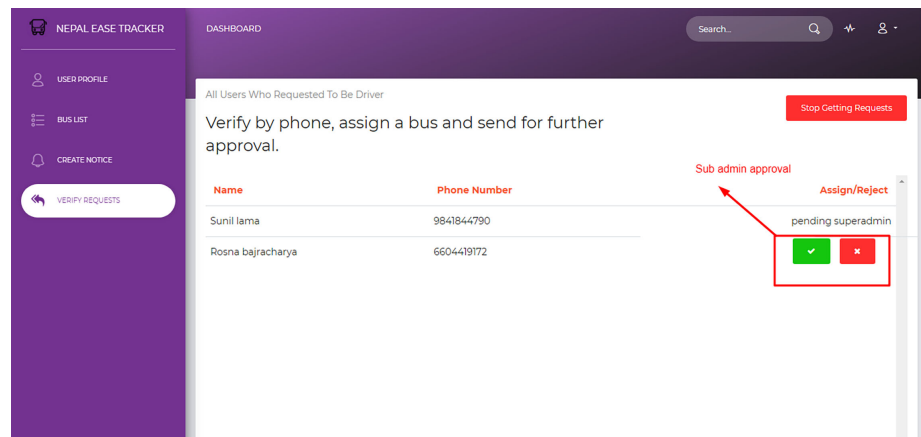 NEPAL EASE TRACKER
DASHBOARD
Search...
USER PROFILE
BUS LIST
CREATE NOTICE
VERIFY REQUESTS
All Users Who Requested To Be Driver
Stop Getting Requests
Verify by phone, assign a bus and send for further
approval.
Sub admin approval
Name Phone Number Assign/Reject
Sunil lama 9841844790 pending superadmin
Rosna bajracharya 6604419172